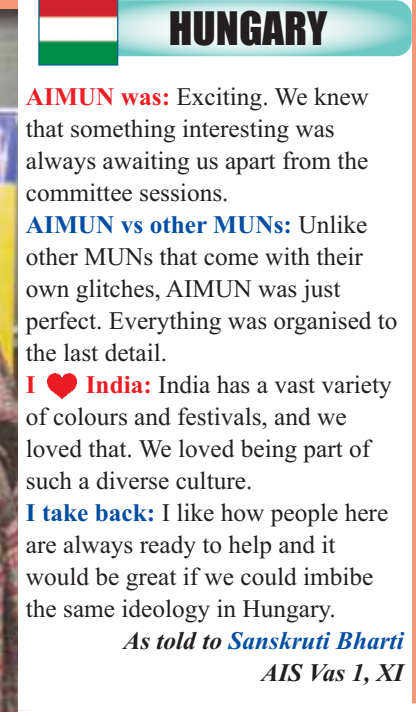 HUNGARY
AIMUN was: Exciting. We knew
that something interesting was
always awaiting us apart from the
committee sessions.
AIMUN vs other MUNs: Unlike
other MUNs that come with their
own glitches, AIMUN was just
perfect. Everything was organised to
the last detail.
I ❤ India: India has a vast variety
of colours and festivals, and we
loved that. We loved being part of
such a diverse culture.
I take back: I like how people here
are always ready to help and it
would be great if we could imbibe
the same ideology in Hungary.
As told to Sanskruti Bharti
AIS Vas 1, XI